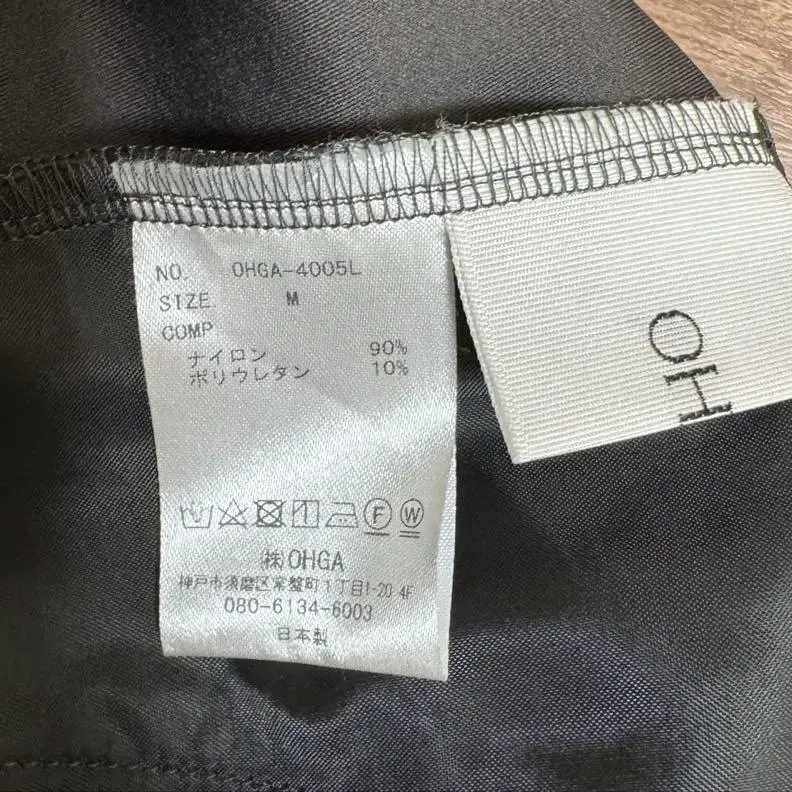 NO. OHGA-4005L
SIZE M
COMP
ナイロン 90%
ポリウレタン 10%
F W
㈱OHGA
神戸市須磨区常盤町1丁目1-20 4F
080-6134-6003
日本製
OH